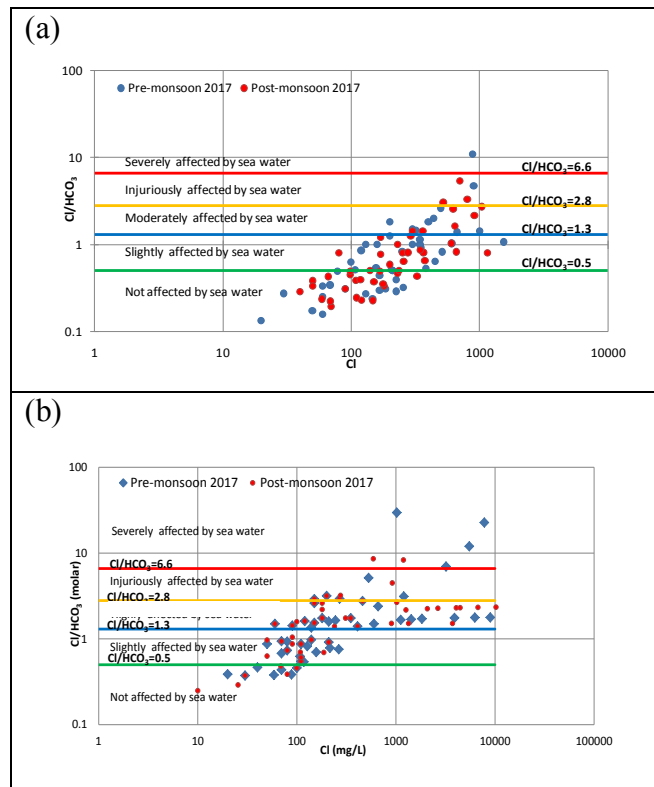 (a)
100
Pre-monsoon 2017 Post-monsoon 2017
Severely affected by sea water
Cl/HCO3=6.6
10
Injuriously affected by sea water
Cl/HCO3=2.8
Moderately affected by sea water
Cl/HCO3=1.3
1
Slightly affected by sea water
Cl/HCO3=0.5
Not affected by sea water
0.1
Cl/HCO3
1 10 100 1000 10000
Cl
(b)
100
Pre-monsoon 2017 Post-monsoon 2017
Severely affected by sea water
10
Cl/HCO3=6.6
Injuriously affected by sea water
Cl/HCO3=2.8
Cl/HCO3=1.3
1
Slightly affected by sea water
Cl/HCO3=0.5
Not affected by sea water
0.1
Cl/HCO3 (molar)
1 10 100 1000 10000 100000
Cl (mg/L)